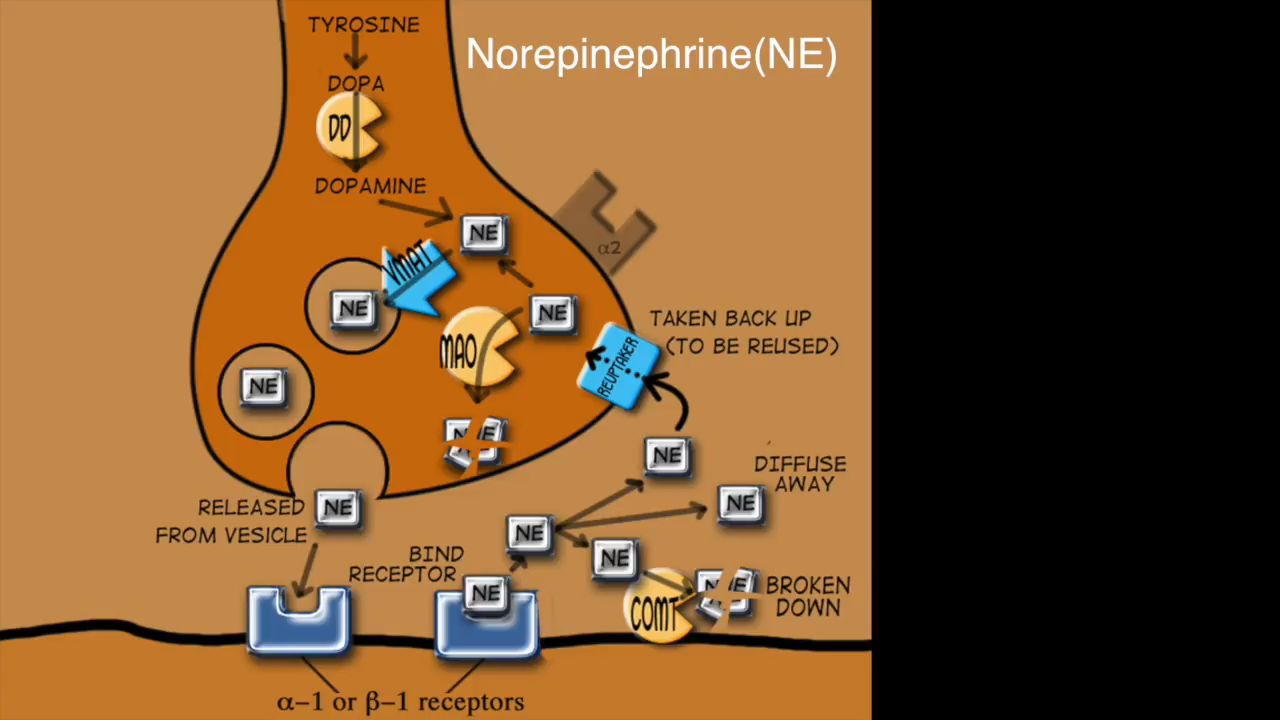 TYROSINE
Norepinephrine(NE)
DOPA
DD
DOPAMINE
NE
α2
VMAT
NE
NE
TAKEN BACK UP
(TO BE REUSED)
MAO
REUPTAKER
NE
NE
NE
DIFFUSE
AWAY
NE
RELEASED
FROM VESICLE
NE
NE
BIND
RECEPTOR
NE
NE
NE
BROKEN
DOWN
COMT
α-1 or β-1 receptors